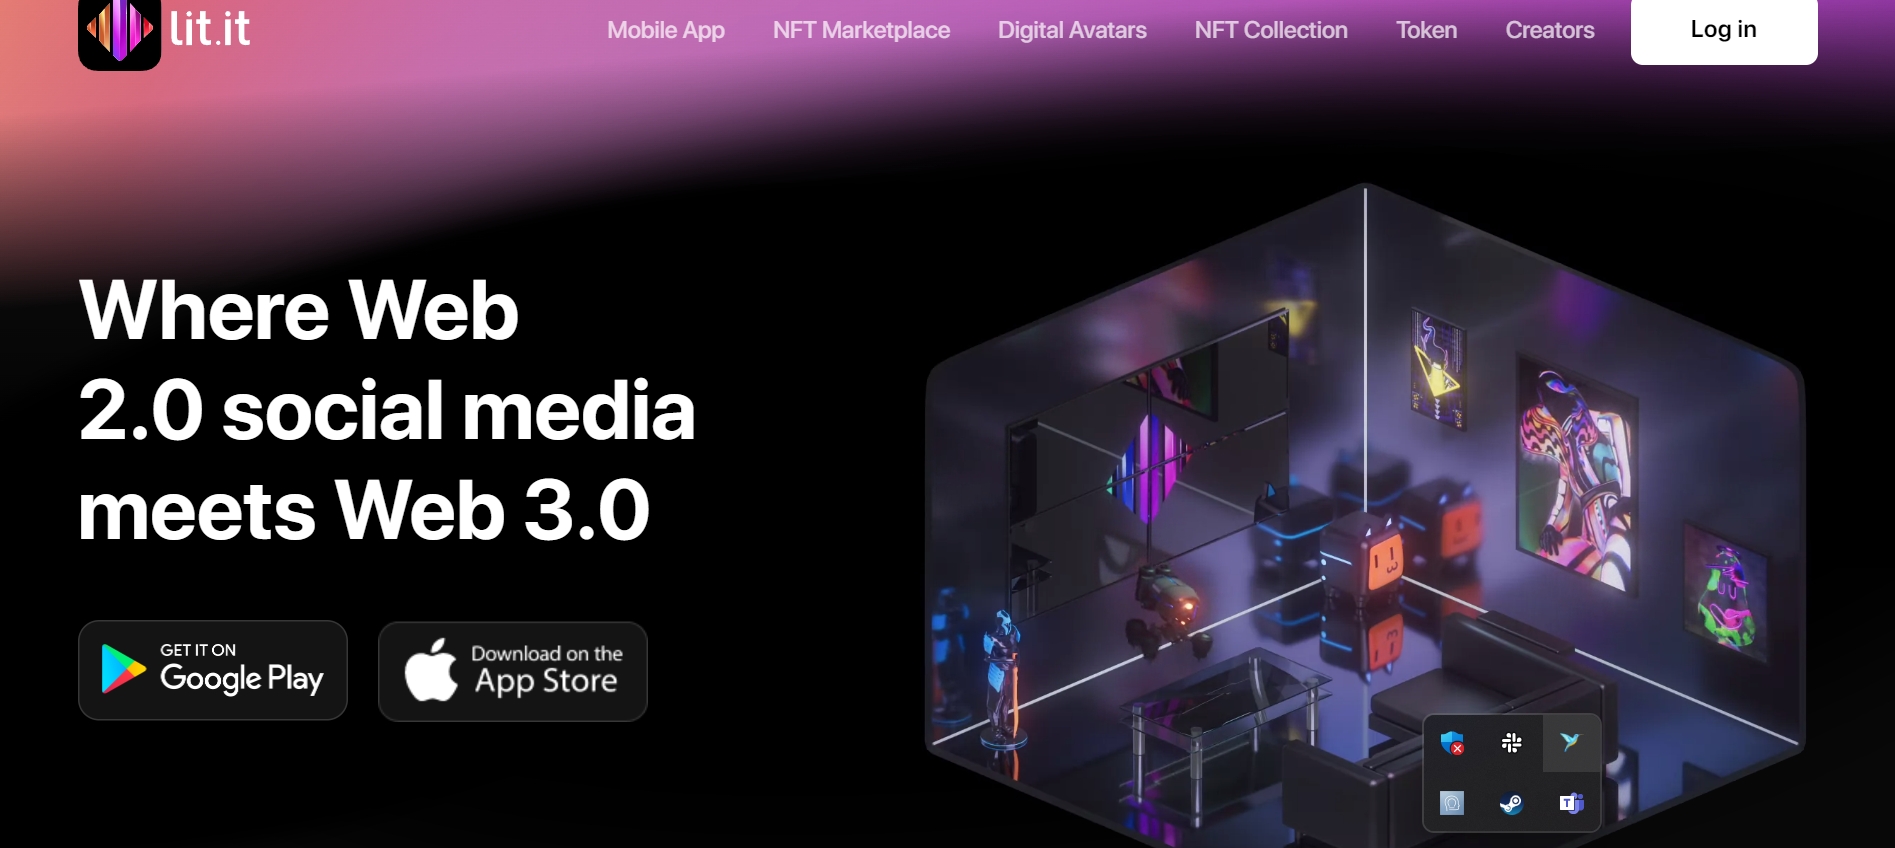 lit.it
Mobile App
NFT Marketplace
Digital Avatars
NFT Collection
Token
Creators
Log in
Where Web
2.0 social media
meets Web 3.0
GET IT ON
Google Play
Download on the
App Store